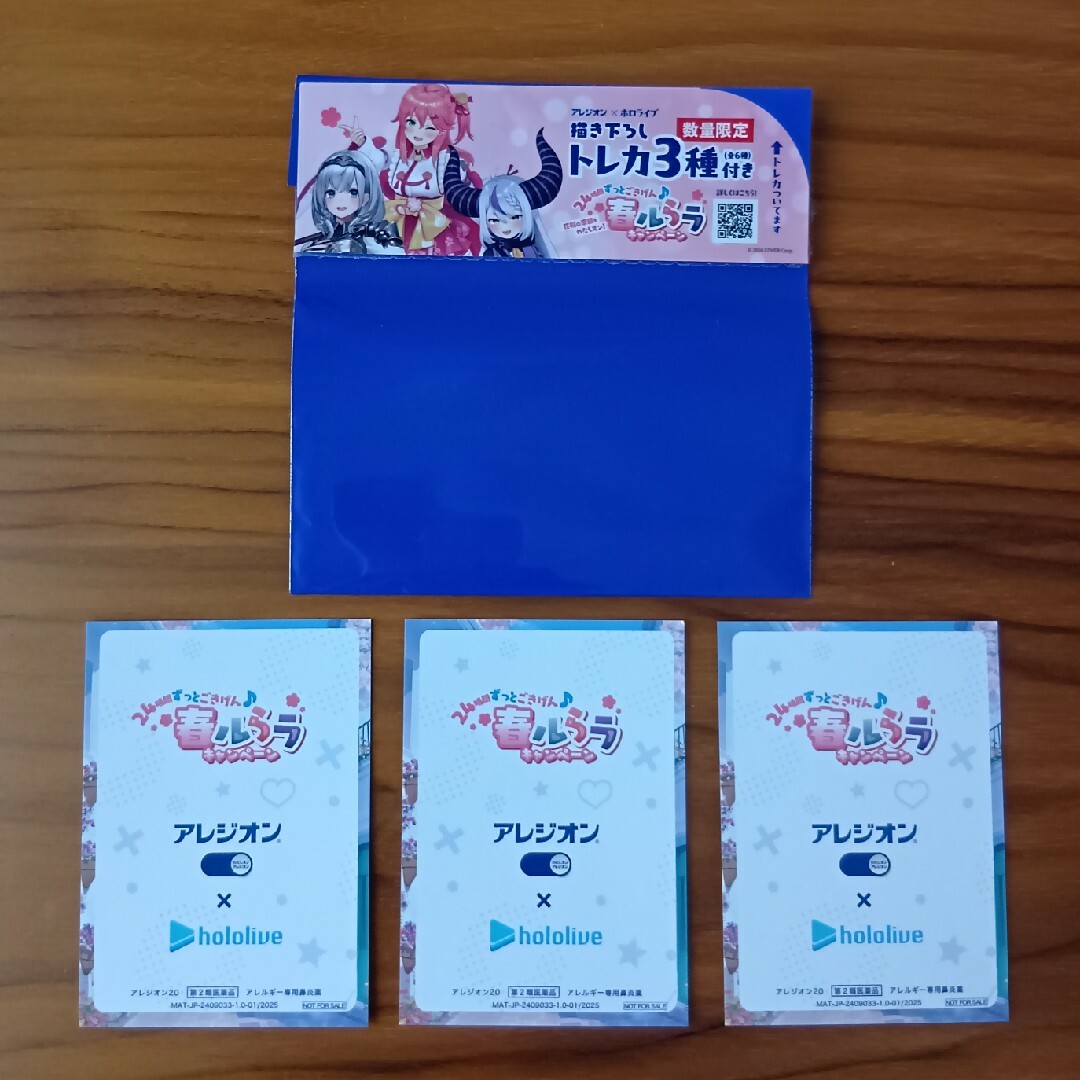 アレジオン×ホロライブ
描き下ろし
数量限定
トレカ3種(全6種)付き
↑トレカついてます
24時間ずっとごきげん♪
春ルらラ
キャンペーン
詳しくはこちら!
アレジオン
×
hololive
24時間ずっとごきげん♪
春ルらラ
キャンペーン
アレジオン
×
hololive
アレジオン20 第2類医薬品 アレルギー専用鼻炎薬
MAT-JP-2409033-1.0-01/2025 NOT FOR SALE
24時間ずっとごきげん♪
春ルらラ
キャンペーン
アレジオン
×
hololive
アレジオン20 第2類医薬品 アレルギー専用鼻炎薬
MAT-JP-2409033-1.0-01/2025 NOT FOR SALE
24時間ずっとごきげん♪
春ルらラ
キャンペーン
アレジオン
×
hololive
アレジオン20 第2類医薬品 アレルギー専用鼻炎薬
MAT-JP-2409033-1.0-01/2025 NOT FOR SALE